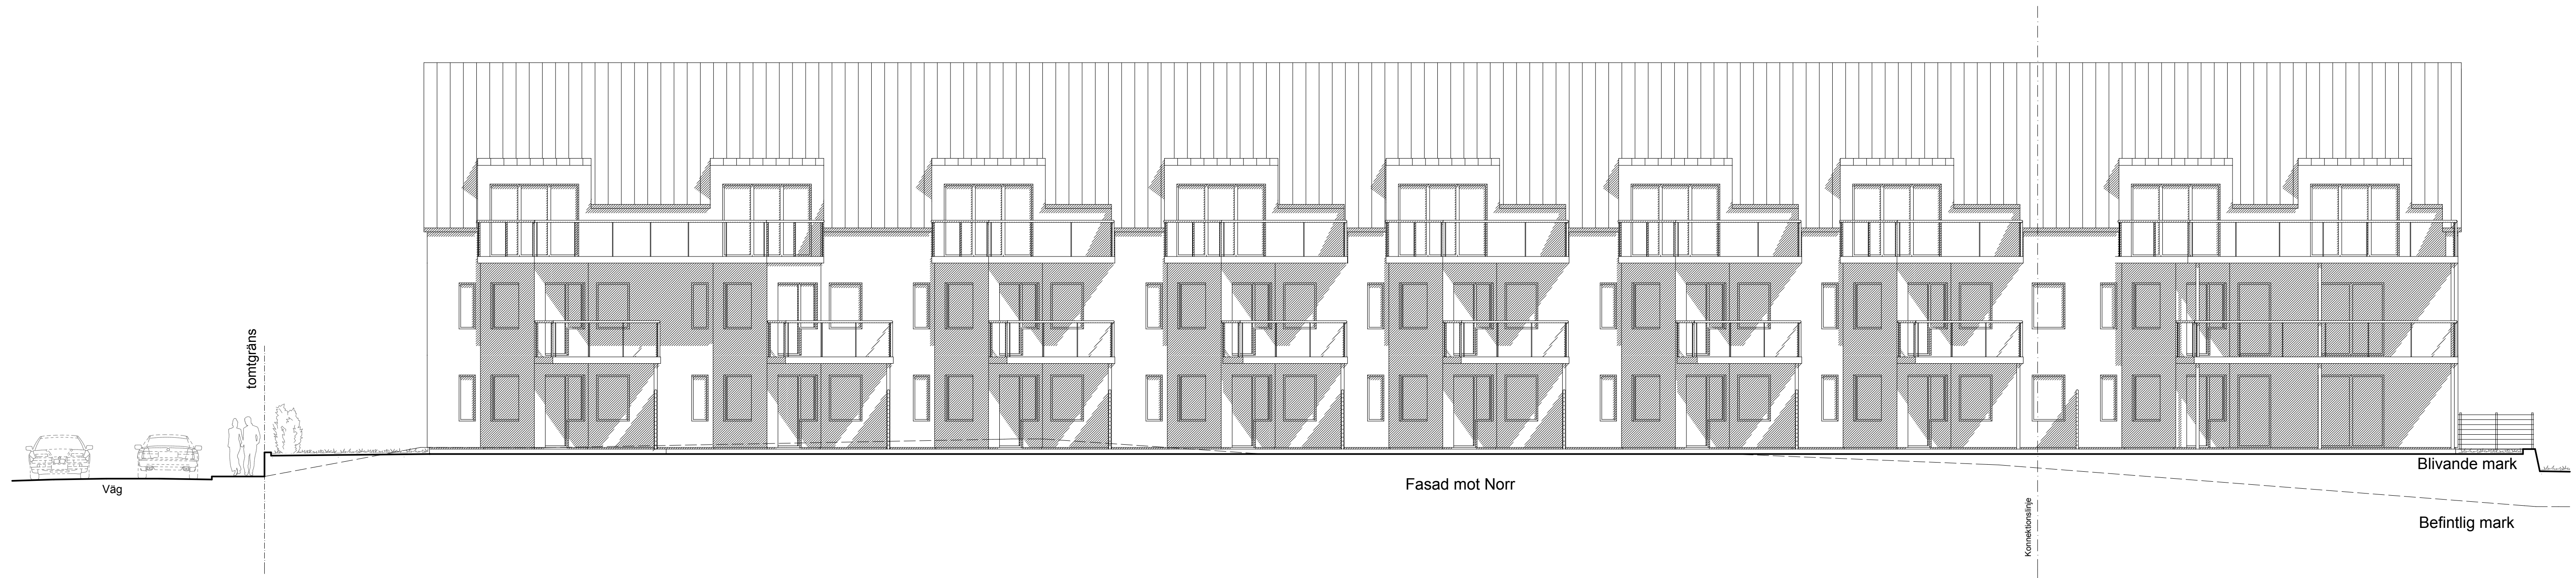 tomtgräns
Väg
Fasad mot Norr
Konnektionslinje
Blivande mark
Befintlig mark